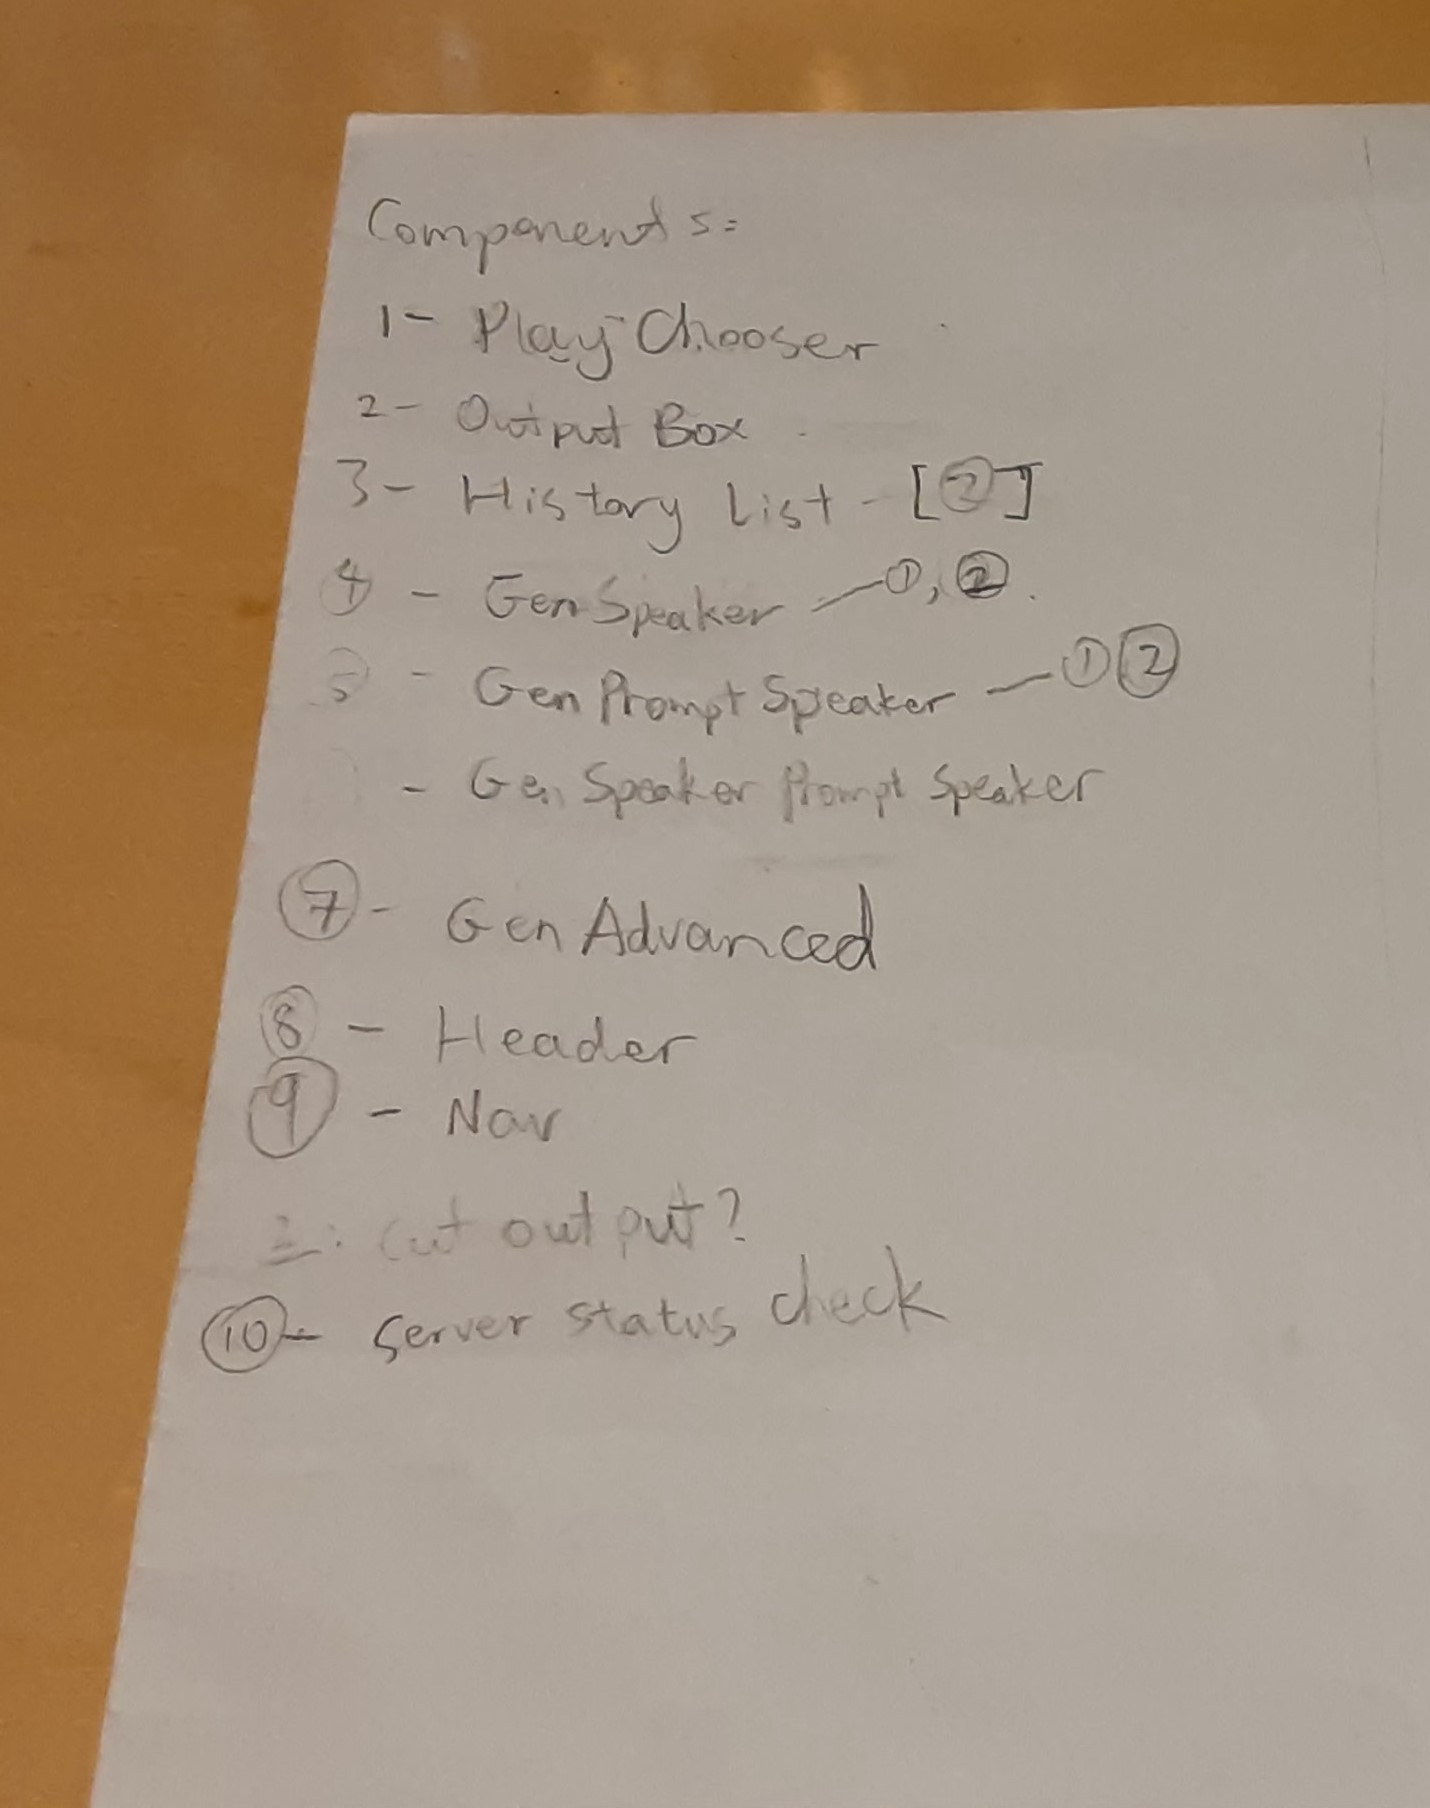 Components:
1- Play Chooser
2- Output Box
3- History List - [②]
④ - Gen Speaker - ①, ②.
⑤ - Gen Prompt Speaker - ① ②
- Gen Speaker Prompt Speaker
⑦ - Gen Advanced
⑧ - Header
⑨ - Nav
: cut output?
⑩ - server status check